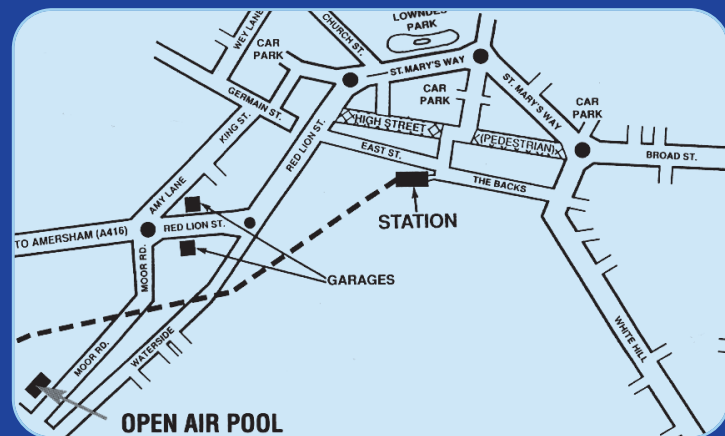 LOWNDES
PARK
WEY LANE
CHURCH ST.
CAR
PARK
ST. MARY'S WAY
GERMAIN ST.
CAR
PARK
ST. MARY'S WAY
CAR
PARK
KING ST.
RED LION ST.
HIGH STREET
(PEDESTRIAN)
EAST ST.
BROAD ST.
AMY LANE
THE BACKS
STATION
RED LION ST.
TO AMERSHAM (A416)
MOOR RD.
GARAGES
WHITE HILL
MOOR RD.
WATERSIDE
OPEN AIR POOL